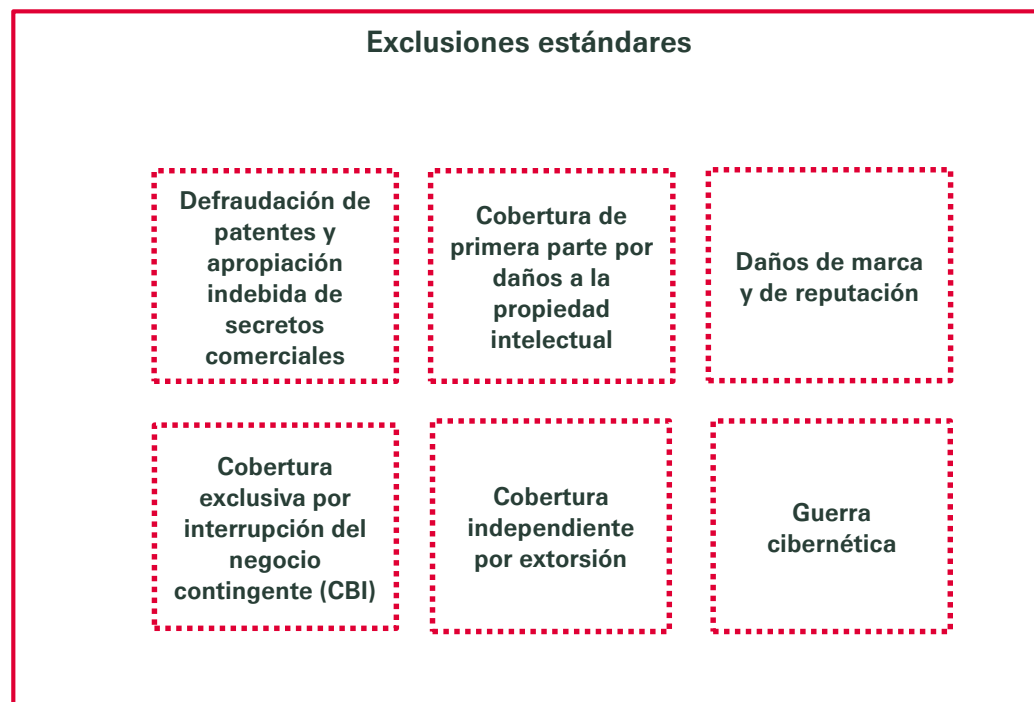 Exclusiones estándares
Defraudación de
patentes y
apropiación
indebida de
secretos
comerciales
Cobertura de
primera parte por
daños a la
propiedad
intelectual
Daños de marca
y de reputación
Cobertura
exclusiva por
interrupción del
negocio
contingente (CBI)
Cobertura
independiente
por extorsión
Guerra
cibernética